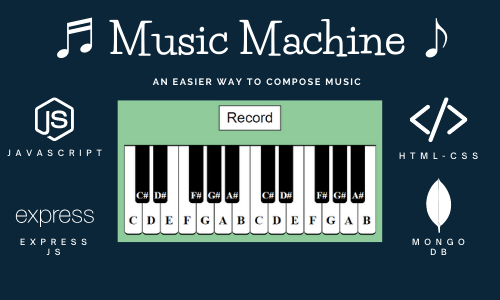 Music Machine
AN EASIER WAY TO COMPOSE MUSIC
JS
JAVASCRIPT
Record
HTML-CSS
C# D# F# G# A# C# D# F# G# A#
C D E F G A B C D E F G A B
express
EXPRESS
JS
MONGO
DB